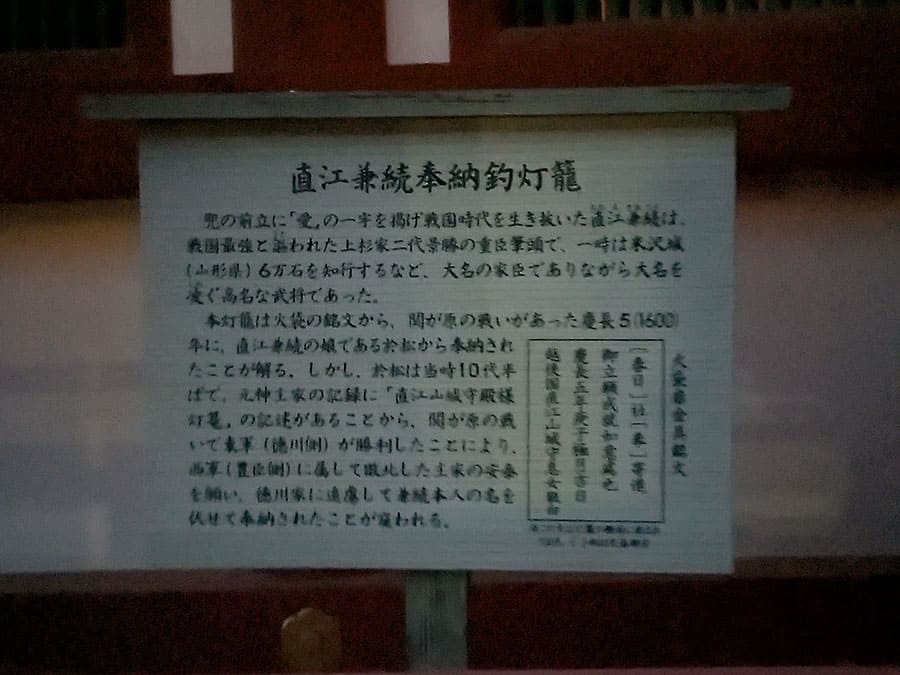 直江兼続奉納釣灯籠
兜の前立に「愛」の一字を掲げ戦国時代を生き抜いた直江兼続は、
戦国最強と謳われた上杉家二代景勝の重臣筆頭で、一時は米沢城
(山形県)6万石を知行するなど、大名の家臣でありながら大名を
凌ぐ高名な武将であった。
本灯籠は火袋の銘文から、関が原の戦いがあった慶長5(1600)
年に、直江兼続の娘である於松から奉納され
たことが解る。しかし、於松は当時10代半
ばで、元神主家の記録に「直江山城守殿様
灯篭」の記述があることから、関が原の戦
いで東軍(徳川側)が勝利したことにより、
西軍(豊臣側)に属して敗北した主家の安泰
を願い、徳川家に遠慮して兼続本人の名を
伏せて奉納されたことが窺われる。
火袋扉金具銘文
御立願成就如意処也
慶長五年庚子極月吉日
越後国直江山城守息女敬白